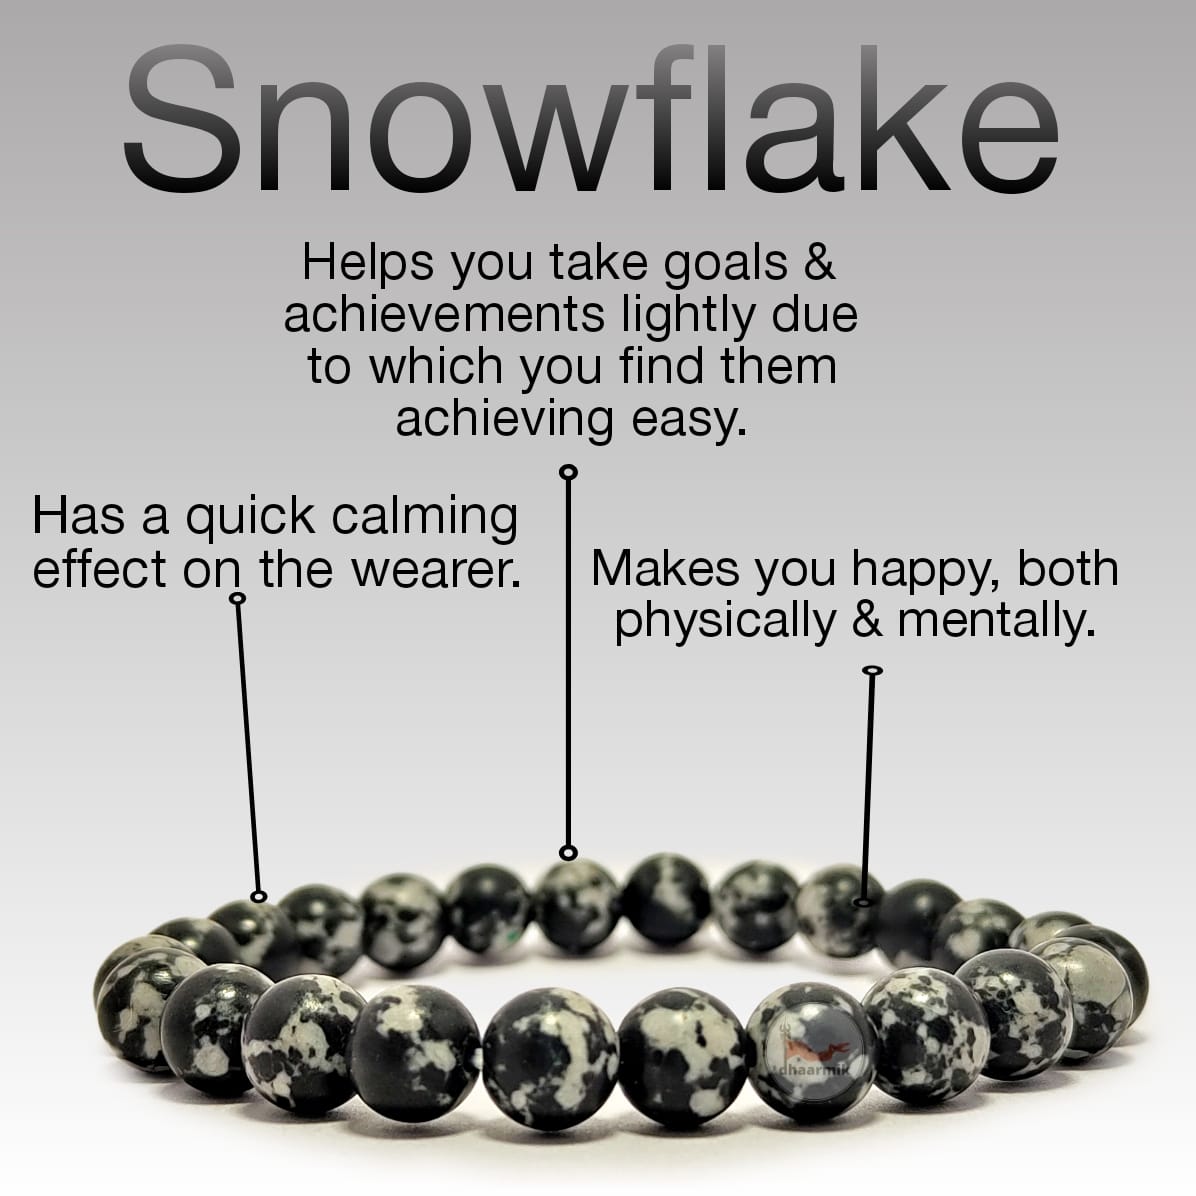 Snowflake
Helps you take goals &
achievements lightly due
to which you find them
achieving easy.
Has a quick calming
effect on the wearer.
Makes you happy, both
physically & mentally.
dhaarmik